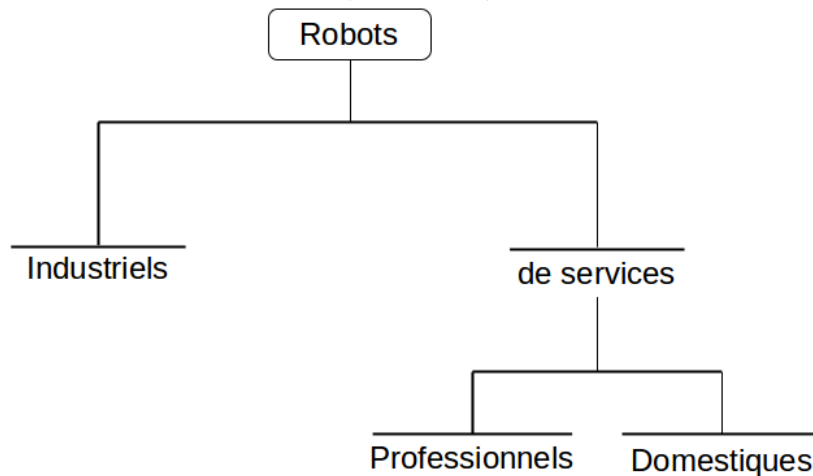 Robots
Industriels
de services
Professionnels
Domestiques